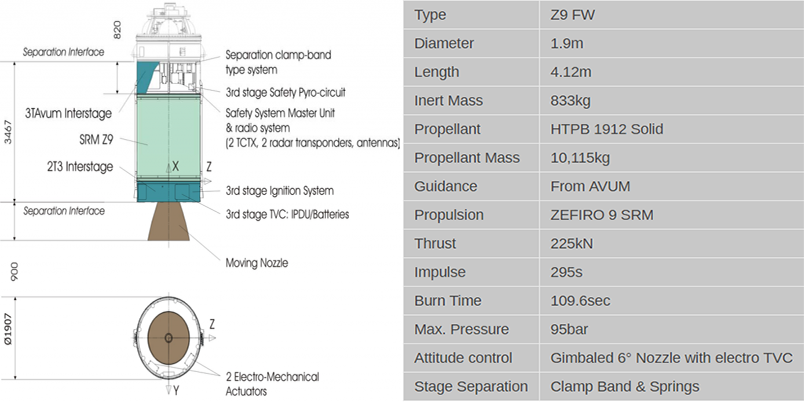 820
Separation Interface
Separation clamp-band
type system
3rd stage Safety Pyro-circuit
3TAvum Interstage
Safety System Master Unit
& radio system
(2 TCTX, 2 radar transponders, antennas)
3467
SRM Z9
2T3 Interstage
X
Z
3rd stage Ignition System
Separation Interface
3rd stage TVC: IPDU/Batteries
Moving Nozzle
900
Ø1907
Z
Y
2 Electro-Mechanical
Actuators
Type Z9 FW
Diameter 1.9m
Length 4.12m
Inert Mass 833kg
Propellant HTPB 1912 Solid
Propellant Mass 10,115kg
Guidance From AVUM
Propulsion ZEFIRO 9 SRM
Thrust 225kN
Impulse 295s
Burn Time 109.6sec
Max. Pressure 95bar
Attitude control Gimbaled 6° Nozzle with electro TVC
Stage Separation Clamp Band & Springs